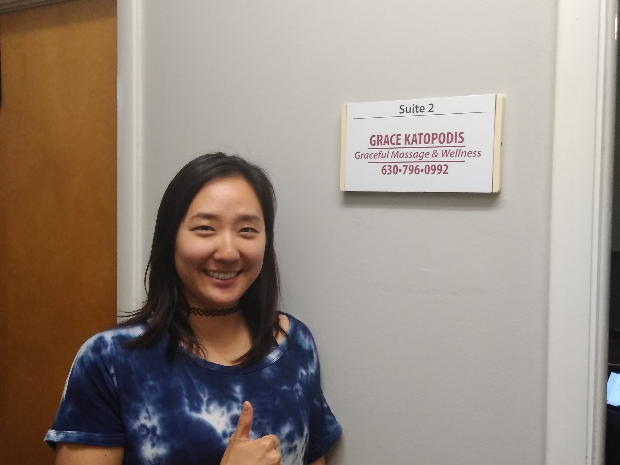 Suite 2
GRACE KATOPODIS
Graceful Massage & Wellness
630•796•0992